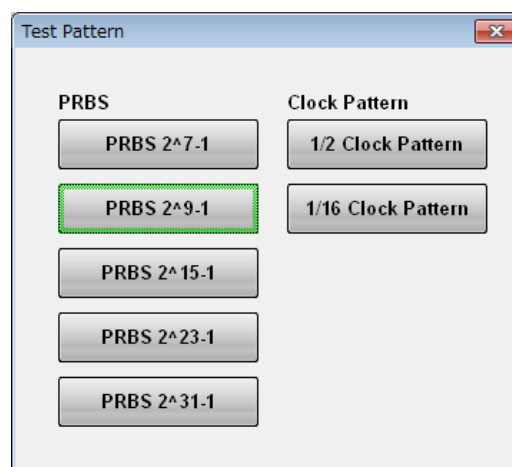 Test Pattern
PRBS
Clock Pattern
PRBS 2^7-1
1/2 Clock Pattern
PRBS 2^9-1
1/16 Clock Pattern
PRBS 2^15-1
PRBS 2^23-1
PRBS 2^31-1